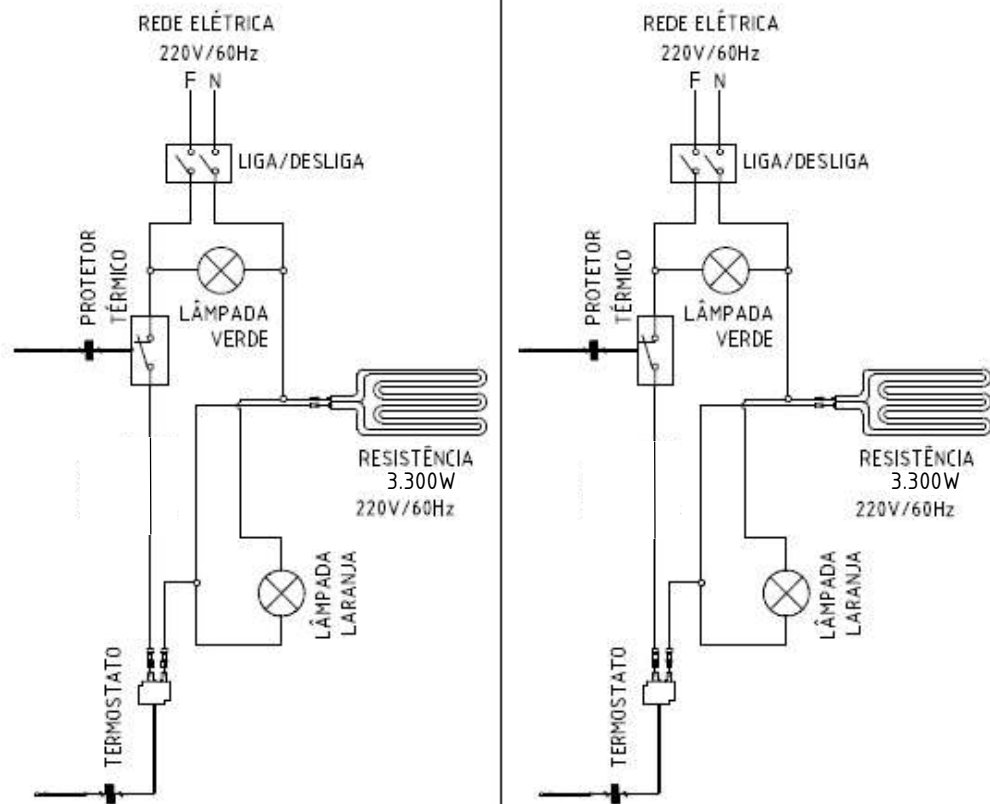 REDE ELÉTRICA
220V/60Hz
F N
LIGA/DESLIGA
PROTETOR
TÉRMICO
LÂMPADA
VERDE
RESISTÊNCIA
3.300W
220V/60Hz
LÂMPADA
LARANJA
TERMOSTATO
REDE ELÉTRICA
220V/60Hz
F N
LIGA/DESLIGA
PROTETOR
TÉRMICO
LÂMPADA
VERDE
RESISTÊNCIA
3.300W
220V/60Hz
LÂMPADA
LARANJA
TERMOSTATO